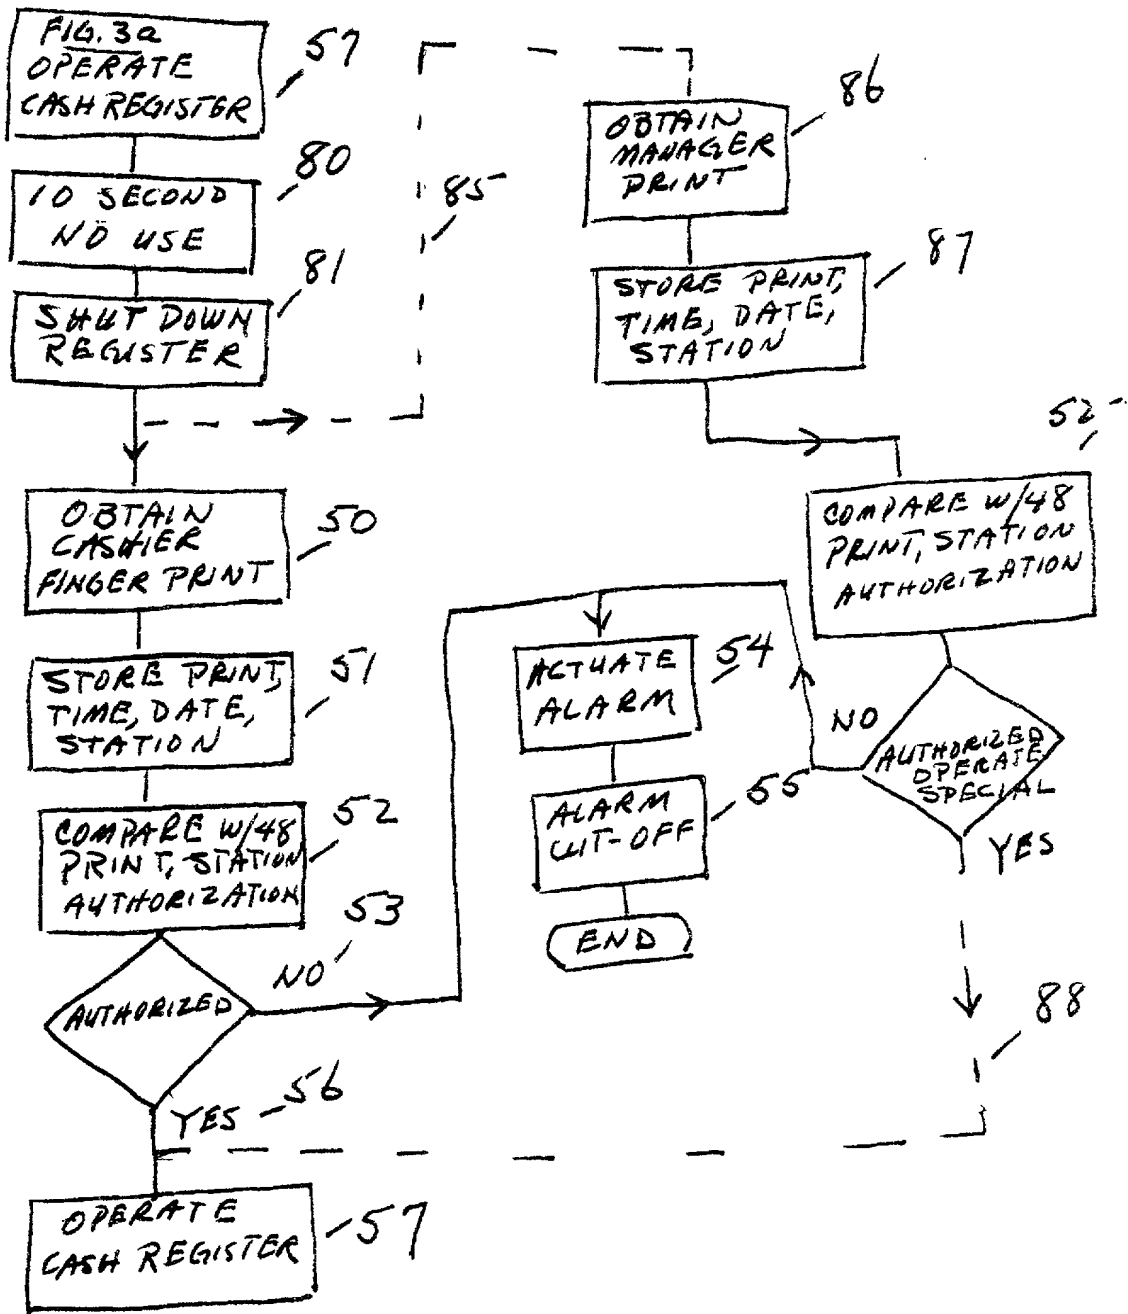 FIG. 3a
OPERATE
CASH REGISTER
57
10 SECOND
NO USE
80
SHUT DOWN
REGISTER
81
85
OBTAIN
CASHIER
FINGER PRINT
50
STORE PRINT,
TIME, DATE,
STATION
51
COMPARE W/48
PRINT, STATION
AUTHORIZATION
52
AUTHORIZED
NO
53
YES
56
OPERATE
CASH REGISTER
57
OBTAIN
MANAGER
PRINT
86
STORE PRINT,
TIME, DATE,
STATION
87
COMPARE W/48
PRINT, STATION
AUTHORIZATION
52
AUTHORIZED
OPERATE
SPECIAL
NO
YES
88
ACTUATE
ALARM
54
ALARM
CUT-OFF
55
END